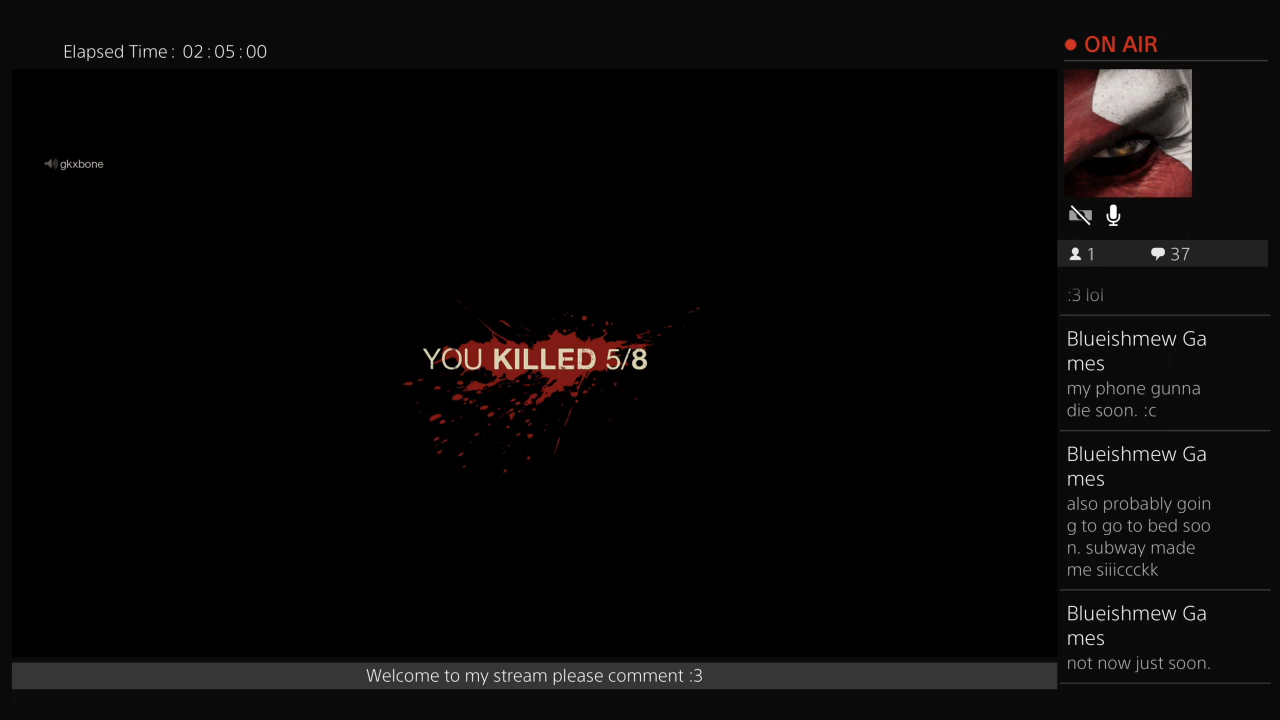 Elapsed Time : 02 : 05 : 00
ON AIR
gkxbone
1
37
:3 lol
YOU KILLED 5/8
Blueishmew Ga
mes
my phone gunna
die soon. :c
Blueishmew Ga
mes
also probably goin
g to go to bed soo
n. subway made
me siiiccckk
Blueishmew Ga
mes
not now just soon.
Welcome to my stream please comment :3